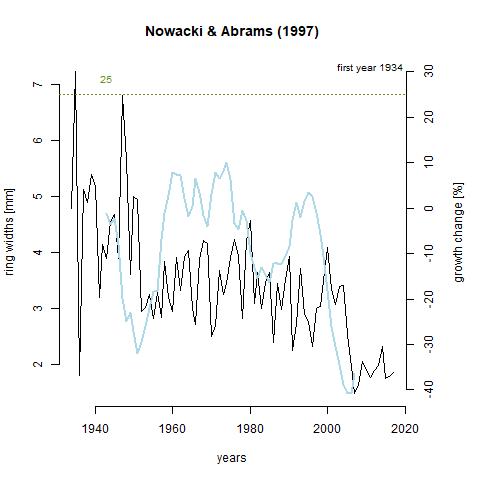 Nowacki & Abrams (1997)
first year 1934
25
ring widths [mm]
7
6
5
4
3
2
30
20
10
0
-10
-20
-30
-40
growth change [%]
1940 1960 1980 2000 2020
years